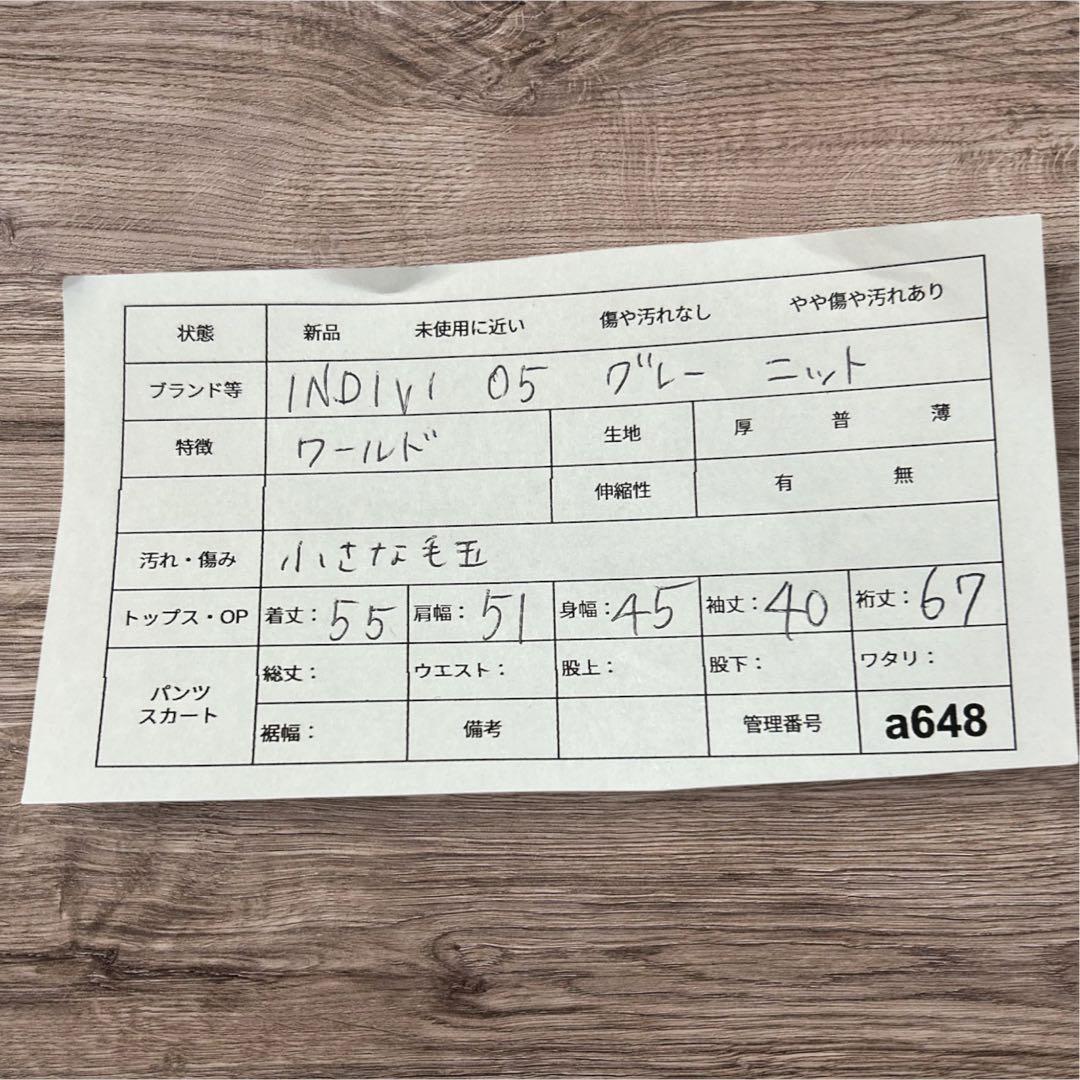 状態 新品 未使用に近い 傷や汚れなし やや傷や汚れあり
ブランド等 INDIVI 05 グレー ニット
特徴 ワールド 生地 厚 普 薄
伸縮性 有 無
汚れ・傷み 小さな毛玉
トップス・OP 着丈:55 肩幅:51 身幅:45 袖丈:40 裄丈:67
パンツ スカート 総丈: ウエスト: 股上: 股下: ワタリ:
裾幅: 備考 管理番号 a648